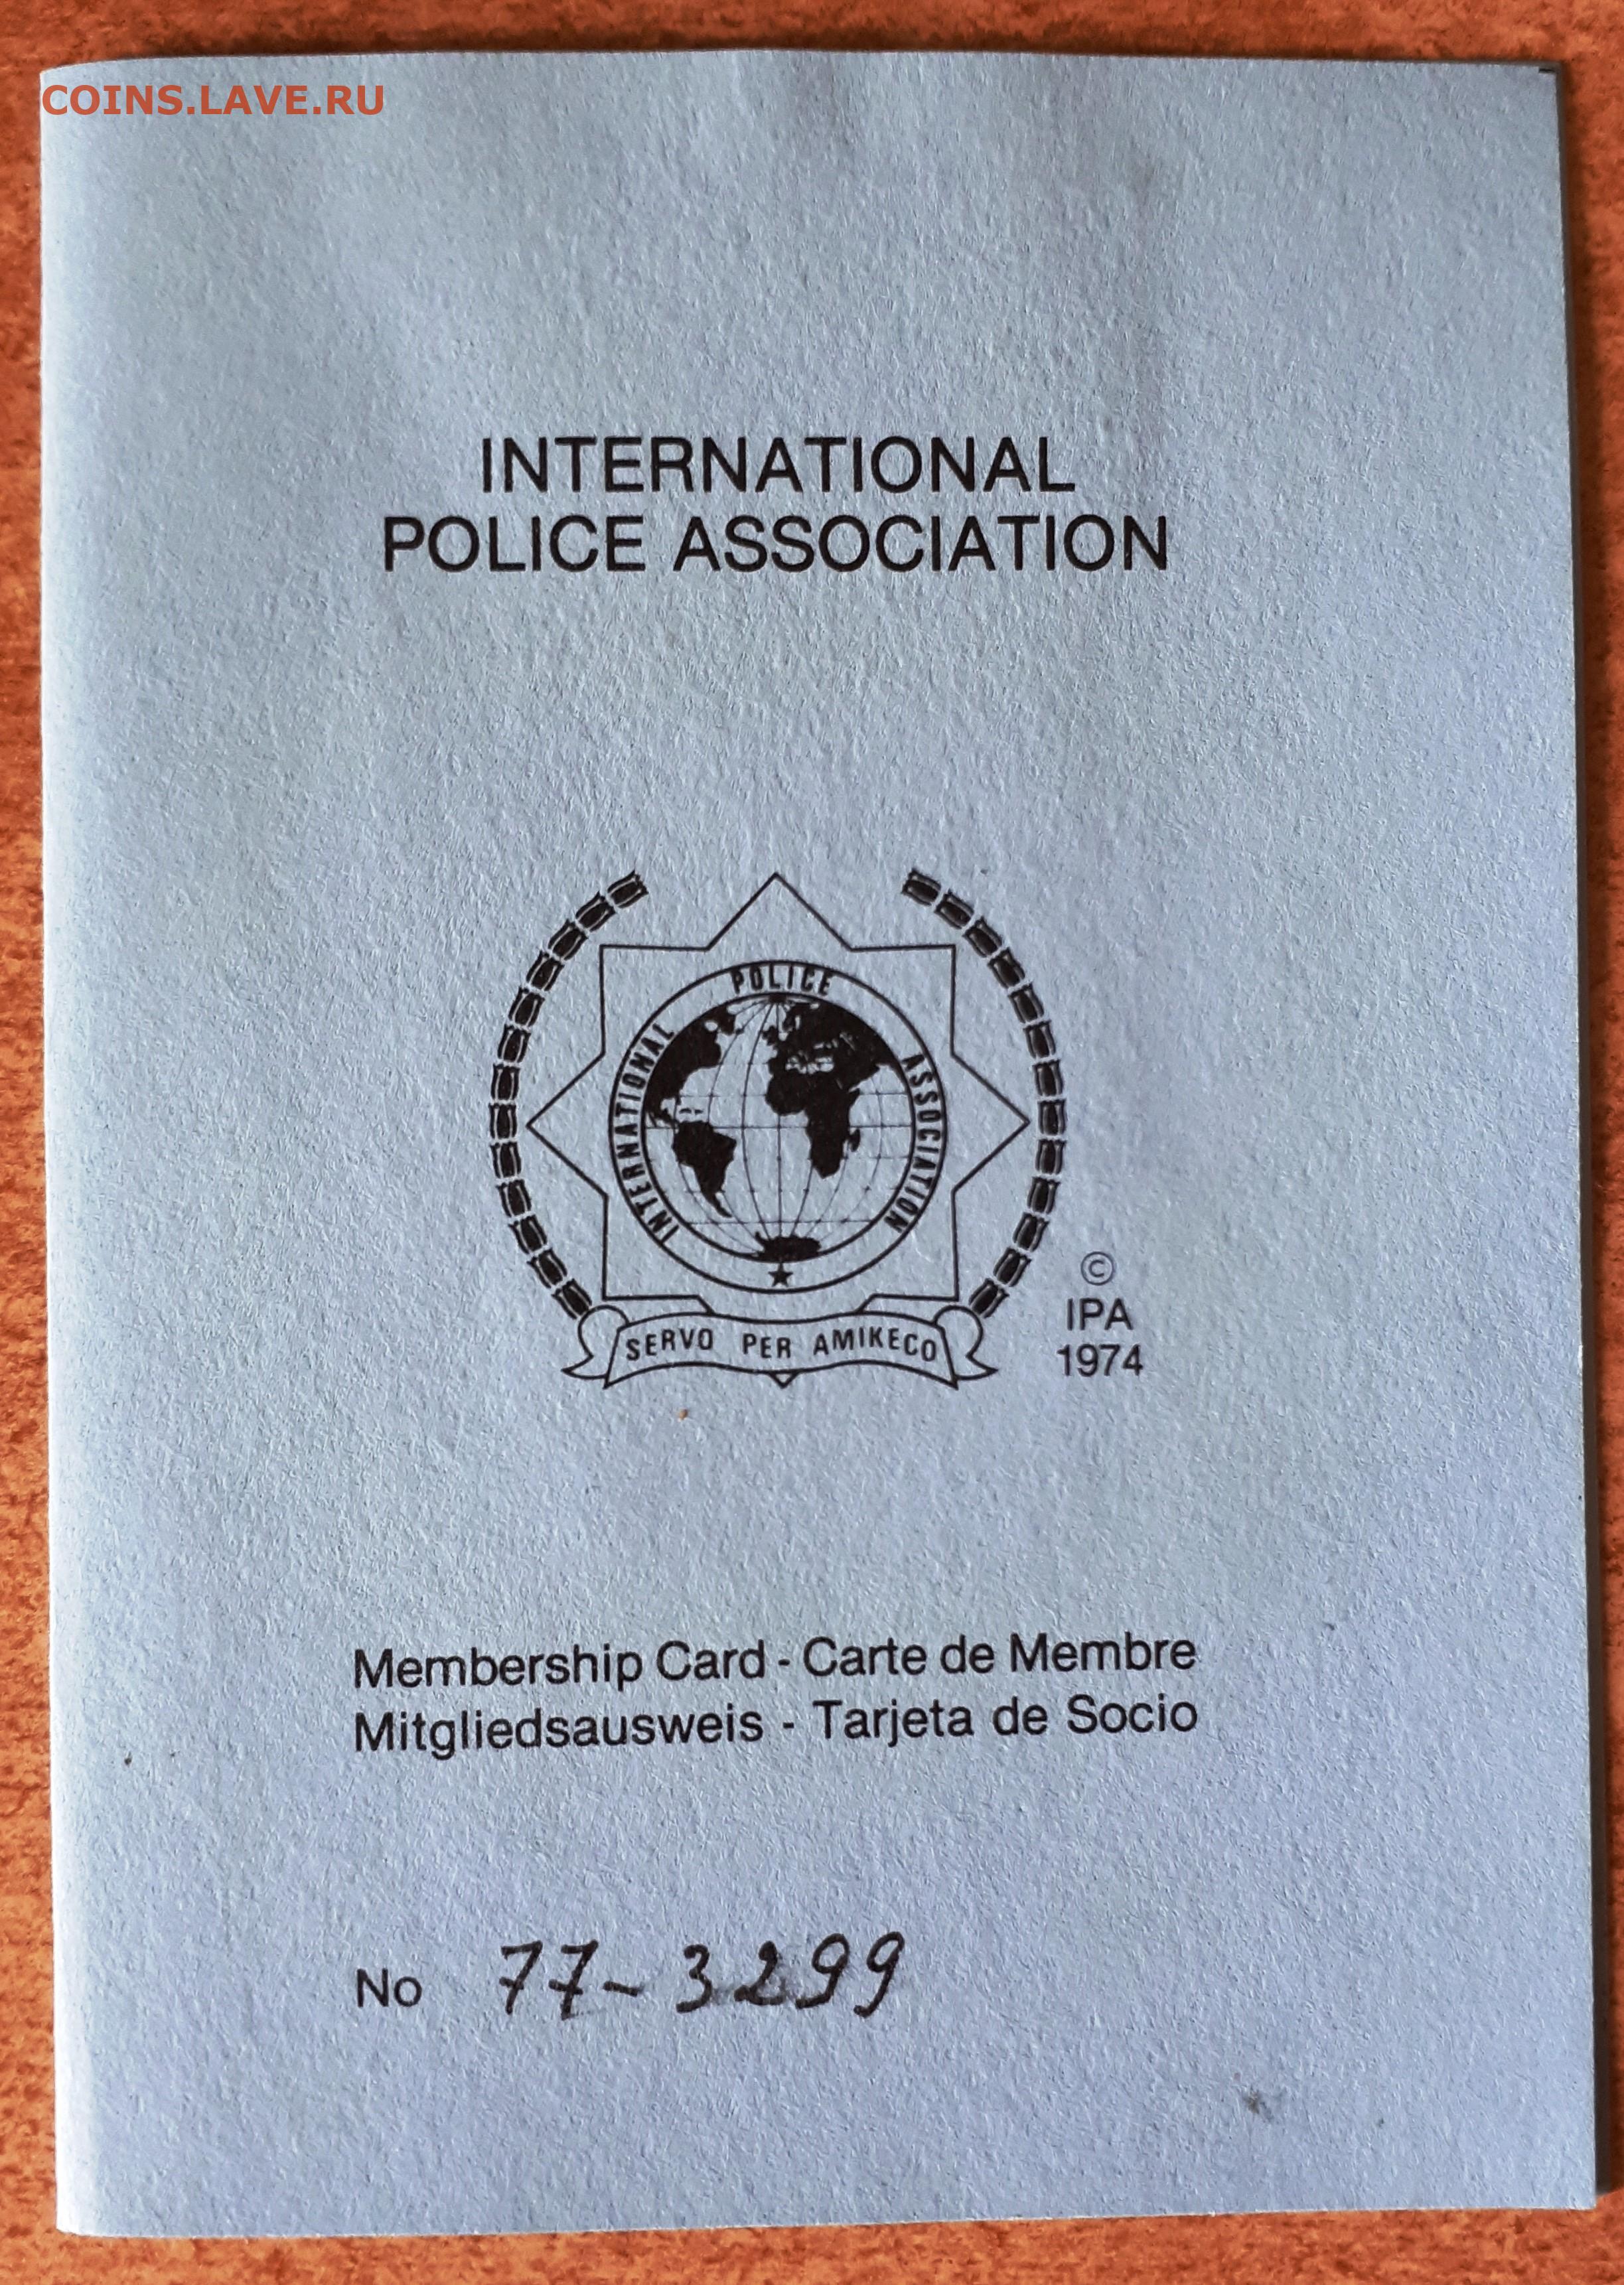 COINS.LAVE.RU
INTERNATIONAL
POLICE ASSOCIATION
INTERNATIONAL POLICE ASSOCIATION
SERVO PER AMIKECO
©
IPA
1974
Membership Card - Carte de Membre
Mitgliedsausweis - Tarjeta de Socio
No 77-3299